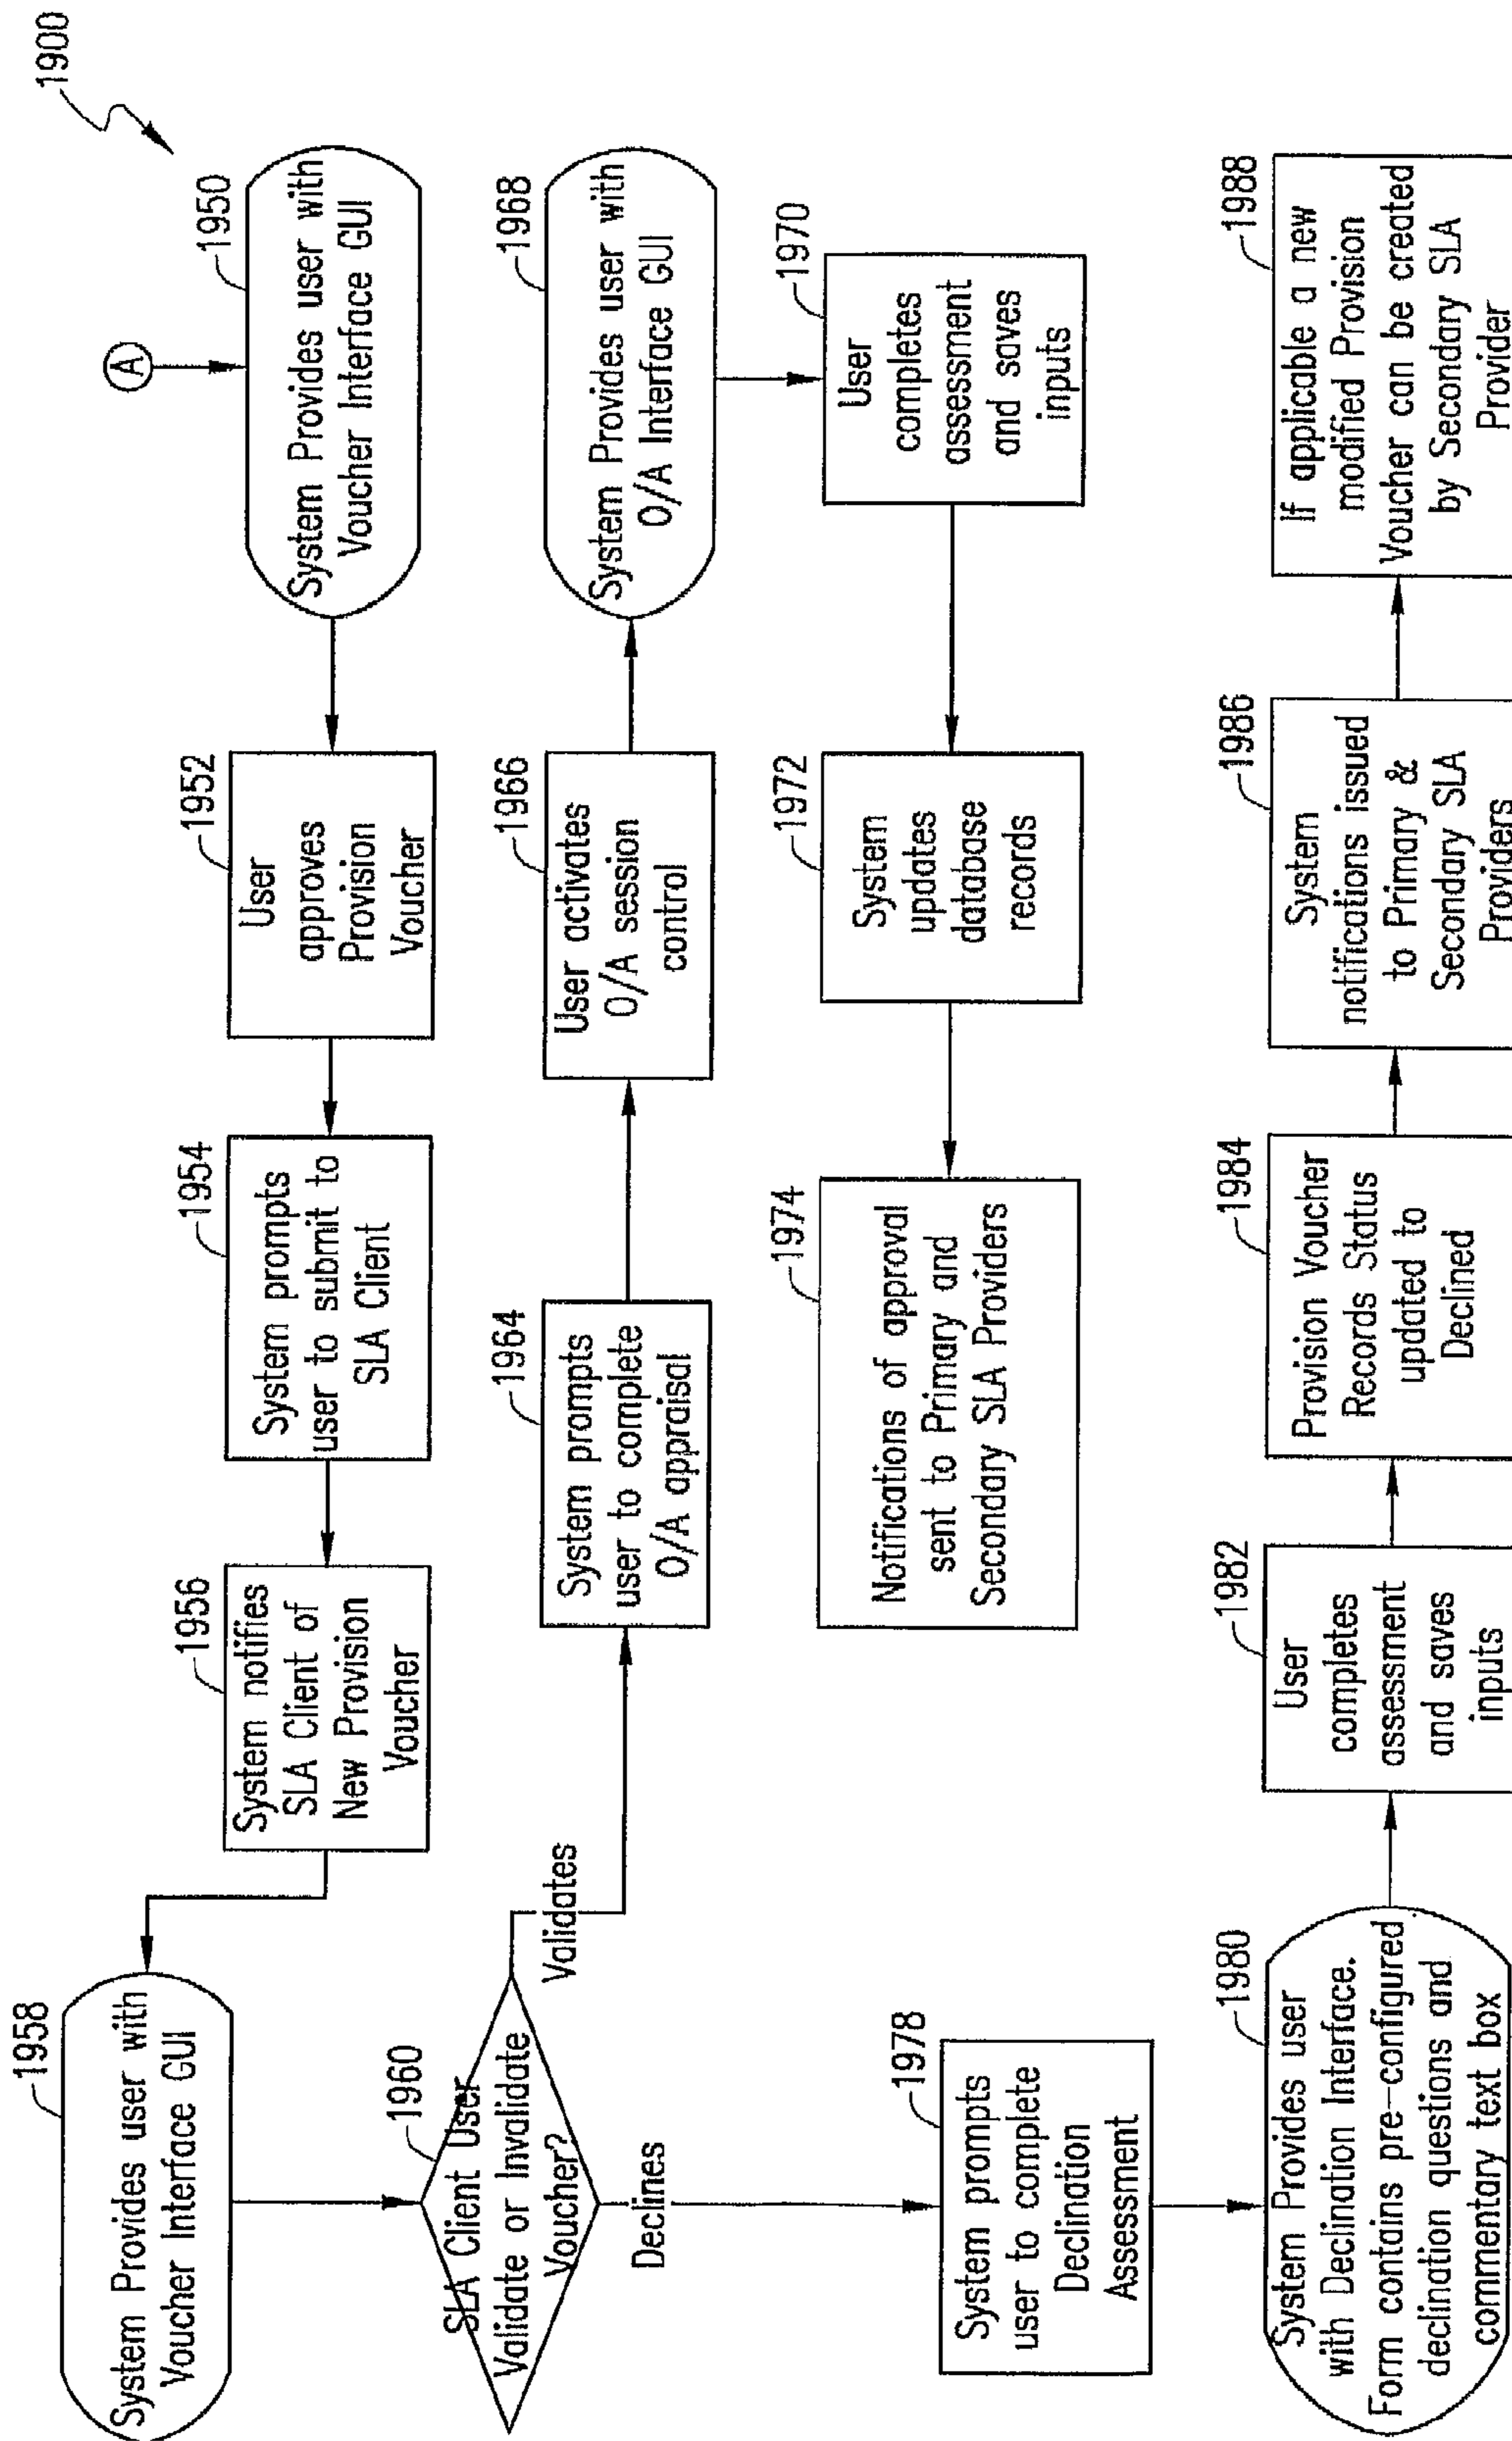 1900
A
1950
System Provides user with
Voucher Interface GUI
1952
User
approves
Provision
Voucher
1954
System prompts
user to submit to
SLA Client
1956
System notifies
SLA Client of
New Provision
Voucher
1958
System Provides user with
Voucher Interface GUI
1960
SLA Client User
Validate or Invalidate
Voucher?
Validates
Declines
1964
System prompts
user to complete
O/A appraisal
1966
User activates
O/A session
control
1968
System Provides user with
O/A Interface GUI
1970
User
completes
assessment
and saves
inputs
1972
System
updates
database
records
1974
Notifications of approval
sent to Primary and
Secondary SLA Providers
1978
System prompts
user to complete
Declination
Assessment
1980
System Provides user
with Declination Interface.
Form contains pre-configured
declination questions and
commentary text box
1982
User
completes
assessment
and saves
inputs
1984
Provision Voucher
Records Status
updated to
Declined
1986
System
notifications issued
to Primary &
Secondary SLA
Providers
1988
If applicable a new
modified Provision
Voucher can be created
by Secondary SLA
Provider